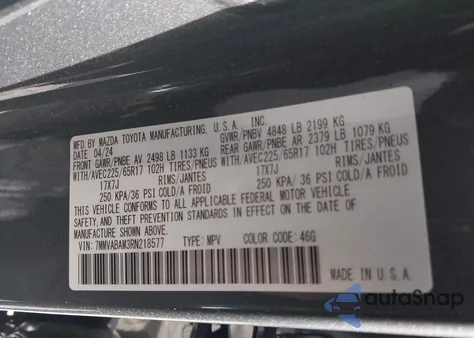 MFD. BY MAZDA TOYOTA MANUFACTURING, U.S.A., INC.
DATE 04/24 GVWR/PNBV 4848 LB 2199 KG
FRONT GAWR/PNBE AV 2498 LB 1133 KG REAR GAWR/PNBE AR 2379 LB 1079 KG
WITH/AVEC225/65R17 102H TIRES/PNEUS WITH/AVEC225/65R17 102H TIRES/PNEUS
17X7J RIMS/JANTES 17X7J RIMS/JANTES
250 KPA/36 PSI COLD/A FROID 250 KPA/36 PSI COLD/A FROID
THIS VEHICLE CONFORMS TO ALL APPLICABLE FEDERAL MOTOR VEHICLE
SAFETY, AND THEFT PREVENTION STANDARDS IN EFFECT ON THE DATE OF
MANUFACTURE SHOWN ABOVE.
VIN: 7MMVABAM3RN218577 TYPE: MPV COLOR CODE: 46G
MADE IN U.S.A.
autoSnap